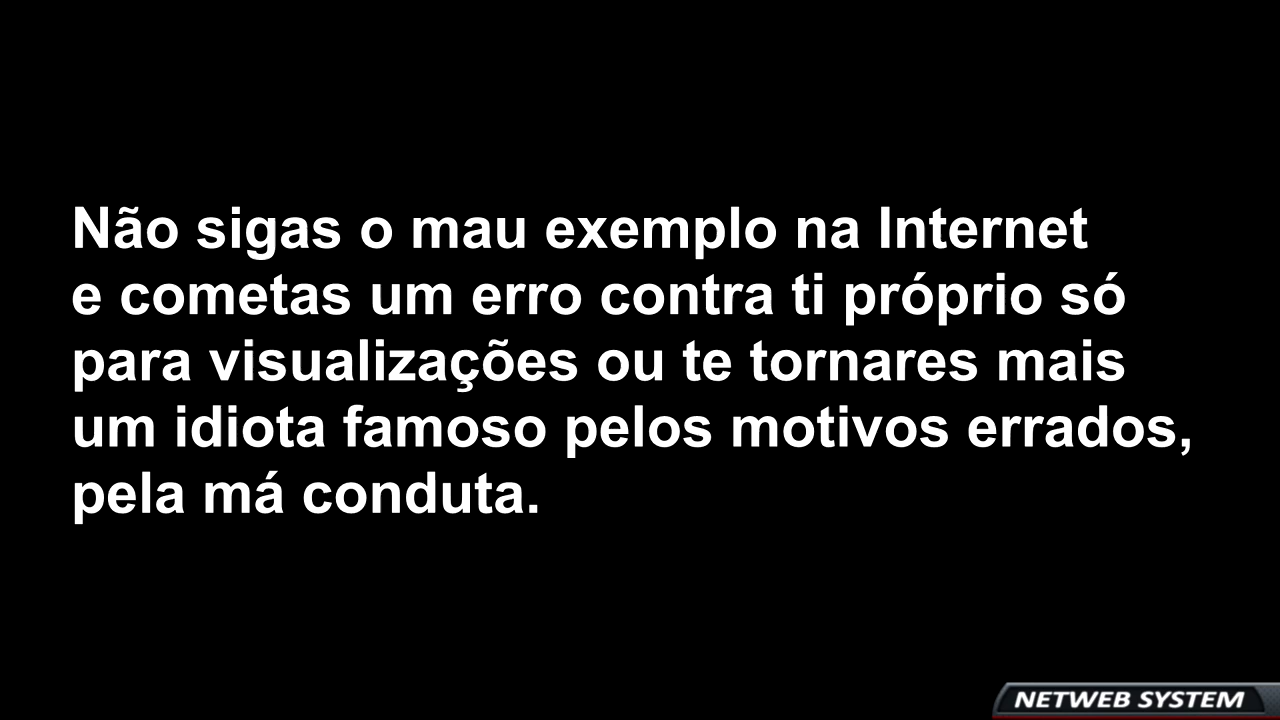 Não sigas o mau exemplo na Internet
e cometas um erro contra ti próprio só
para visualizações ou te tornares mais
um idiota famoso pelos motivos errados,
pela má conduta.
NETWEB SYSTEM